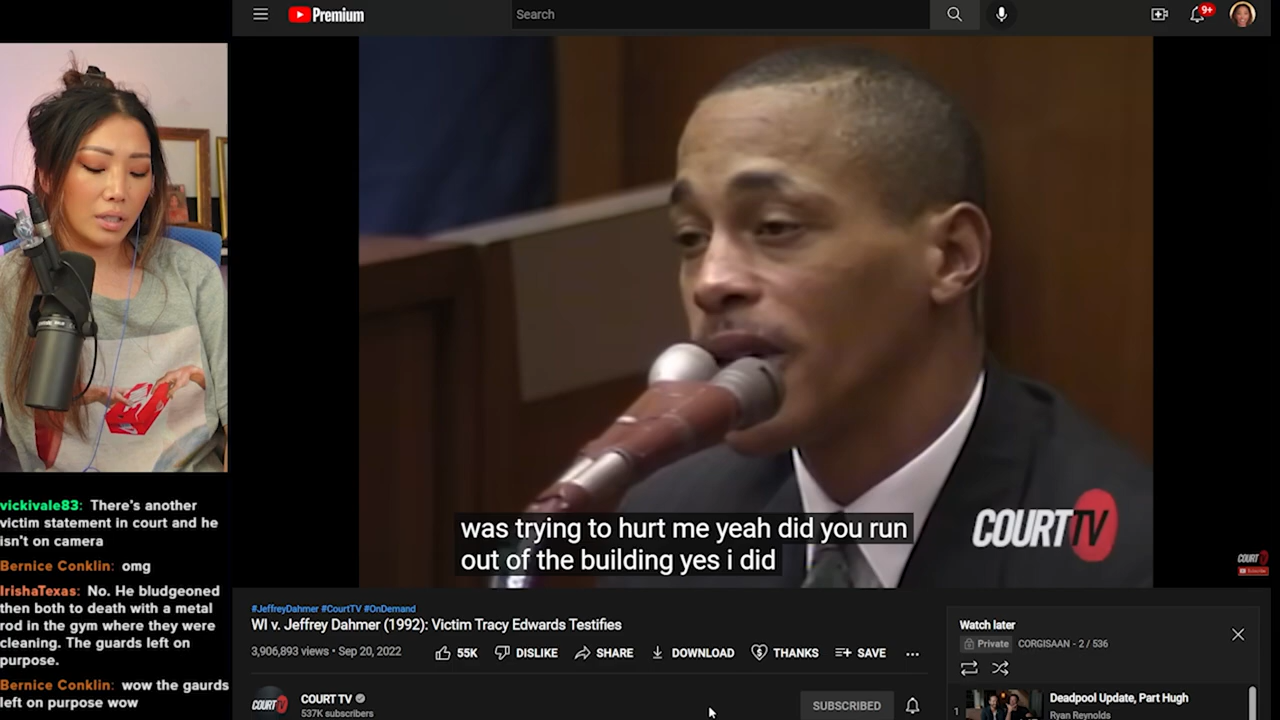 Premium
Search
9+
was trying to hurt me yeah did you run
out of the building yes i did
COURT TV
COURT TV
vickivale83: There's another
victim statement in court and he
isn't on camera
Bernice Conklin: omg
IrishaTexas: No. He bludgeoned
then both to death with a metal
rod in the gym where they were
cleaning. The guards left on
purpose.
Bernice Conklin: wow the gaurds
left on purpose wow
#JeffreyDahmer #CourtTV #OnDemand
WI v. Jeffrey Dahmer (1992): Victim Tracy Edwards Testifies
3,906,893 views • Sep 20, 2022
55K DISLIKE SHARE DOWNLOAD THANKS SAVE
COURT TV
COURT TV
537K subscribers
SUBSCRIBED
Watch later
Private CORGISAAN - 2 / 536
1
Deadpool Update, Part Hugh
Ryan Reynolds